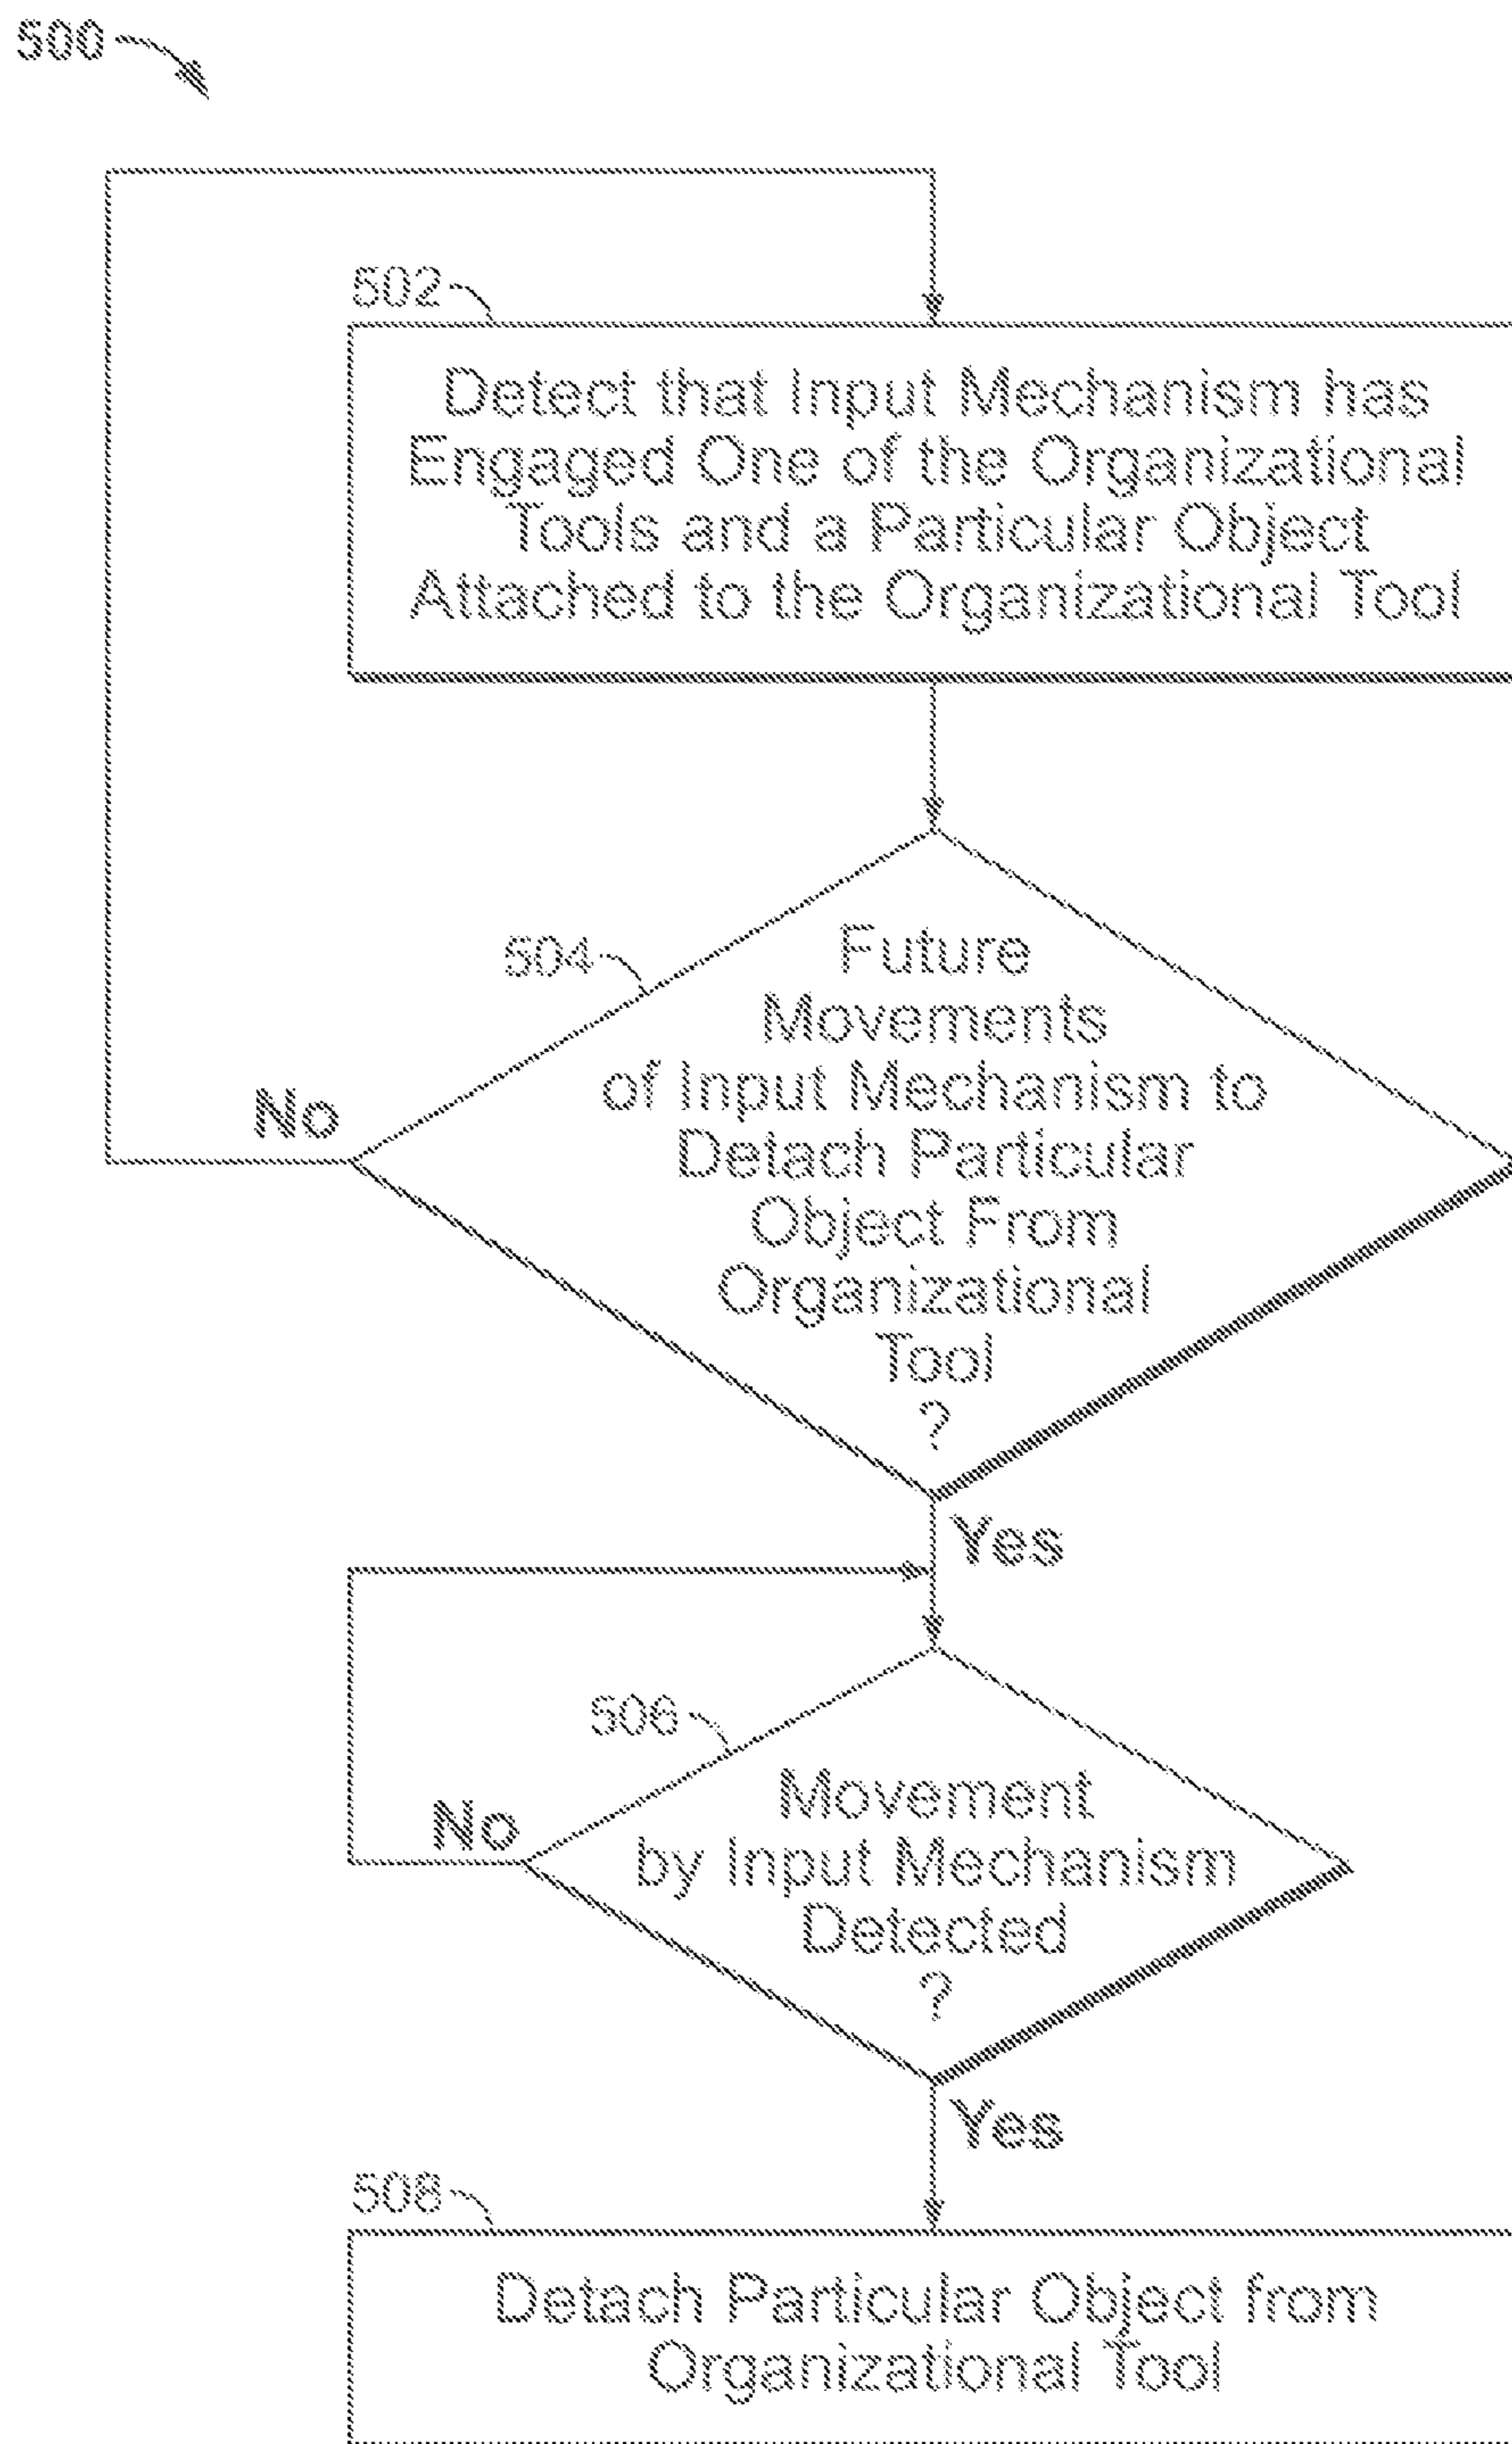 500
502
Detect that Input Mechanism has
Engaged One of the Organizational
Tools and a Particular Object
Attached to the Organizational Tool
504
Future
Movements
of Input Mechanism to
Detach Particular
Object From
Organizational
Tool
?
No
Yes
506
Movement
by Input Mechanism
Detected
?
No
Yes
508
Detach Particular Object from
Organizational Tool